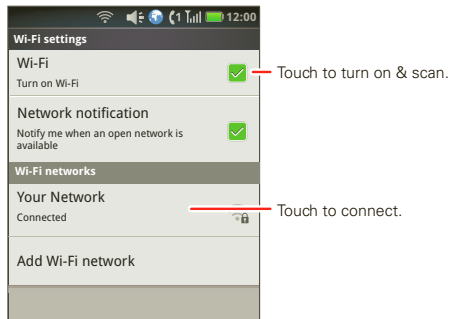 12:00
Wi-Fi settings
Wi-Fi
Turn on Wi-Fi
Touch to turn on & scan.
Network notification
Notify me when an open network is
available
Wi-Fi networks
Your Network
Connected
Touch to connect.
Add Wi-Fi network